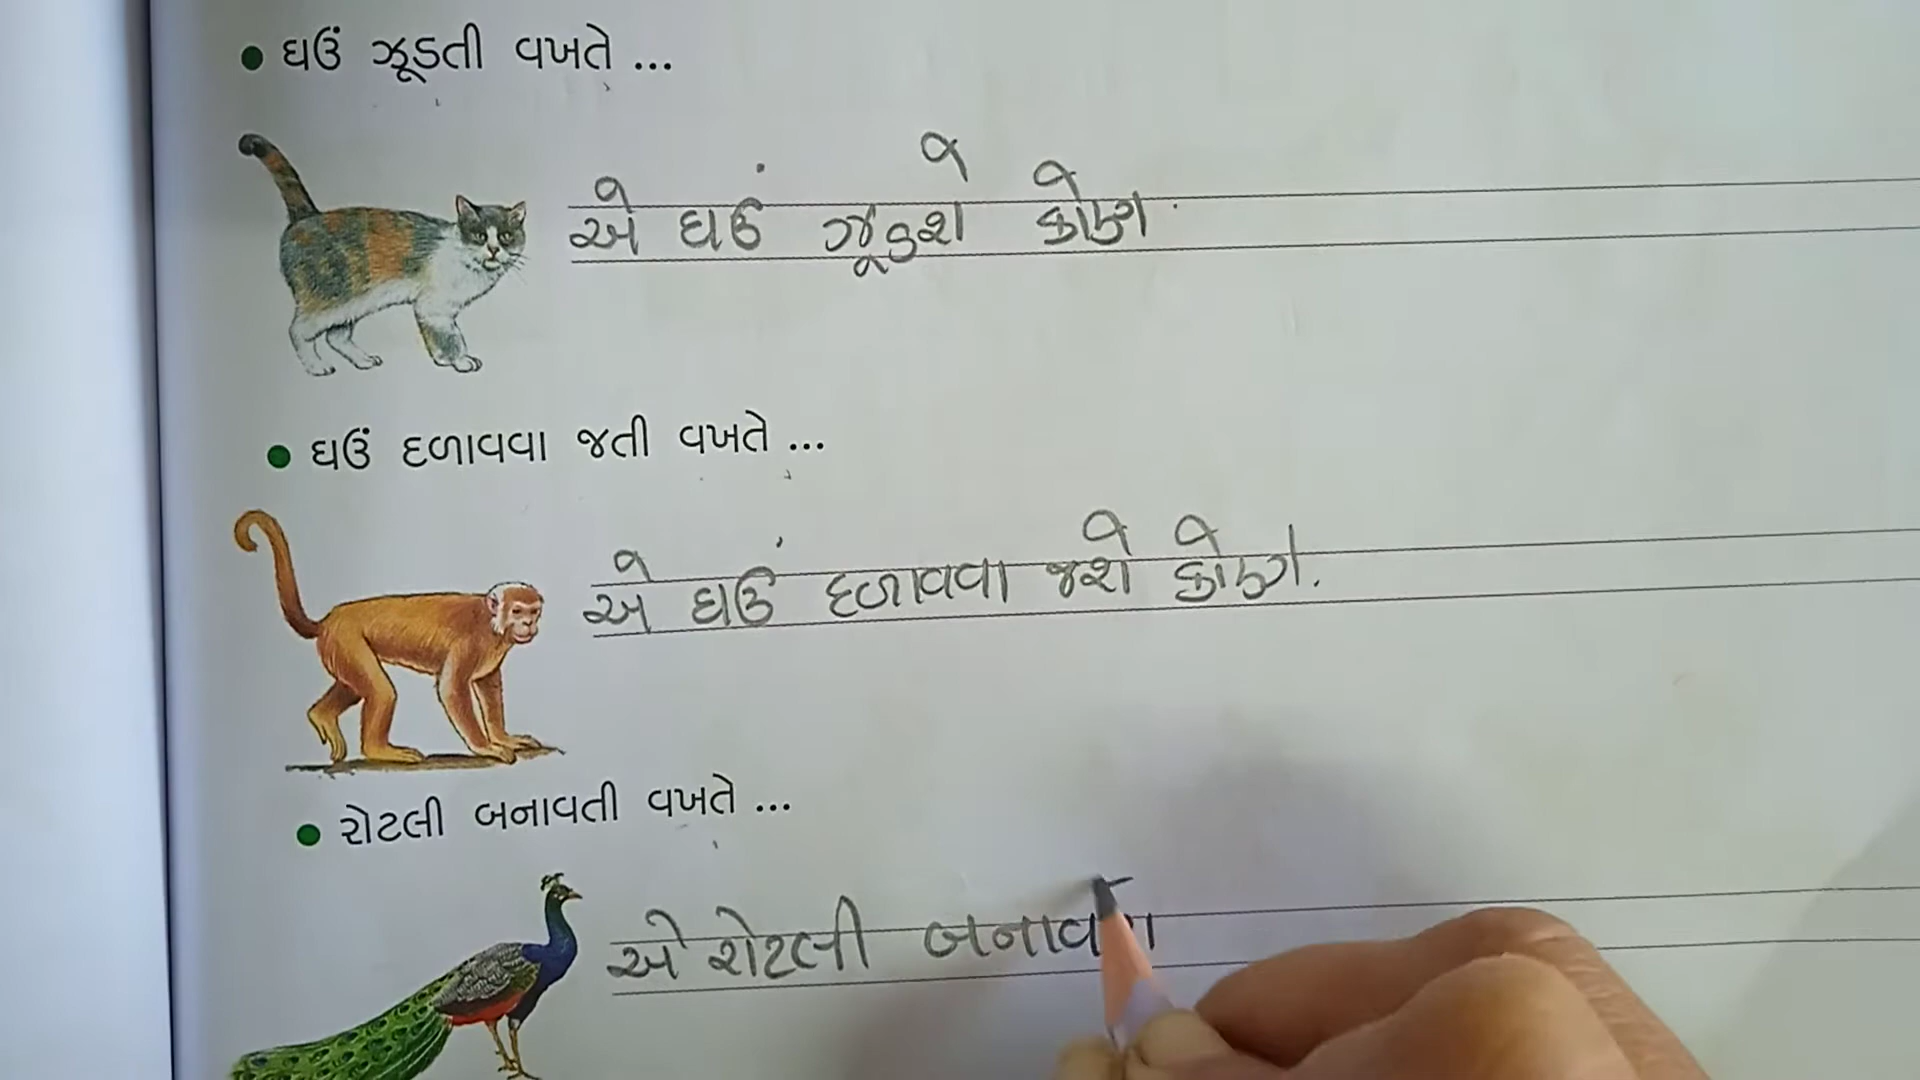 • ઘઉં ઝૂડતી વખતે ...
એ ઘઉં ઝૂડશે કોણ
• ઘઉં દળાવવા જતી વખતે ...
એ ઘઉં દળાવવા જશે કોણ.
• રોટલી બનાવતી વખતે ...
એ રોટલી